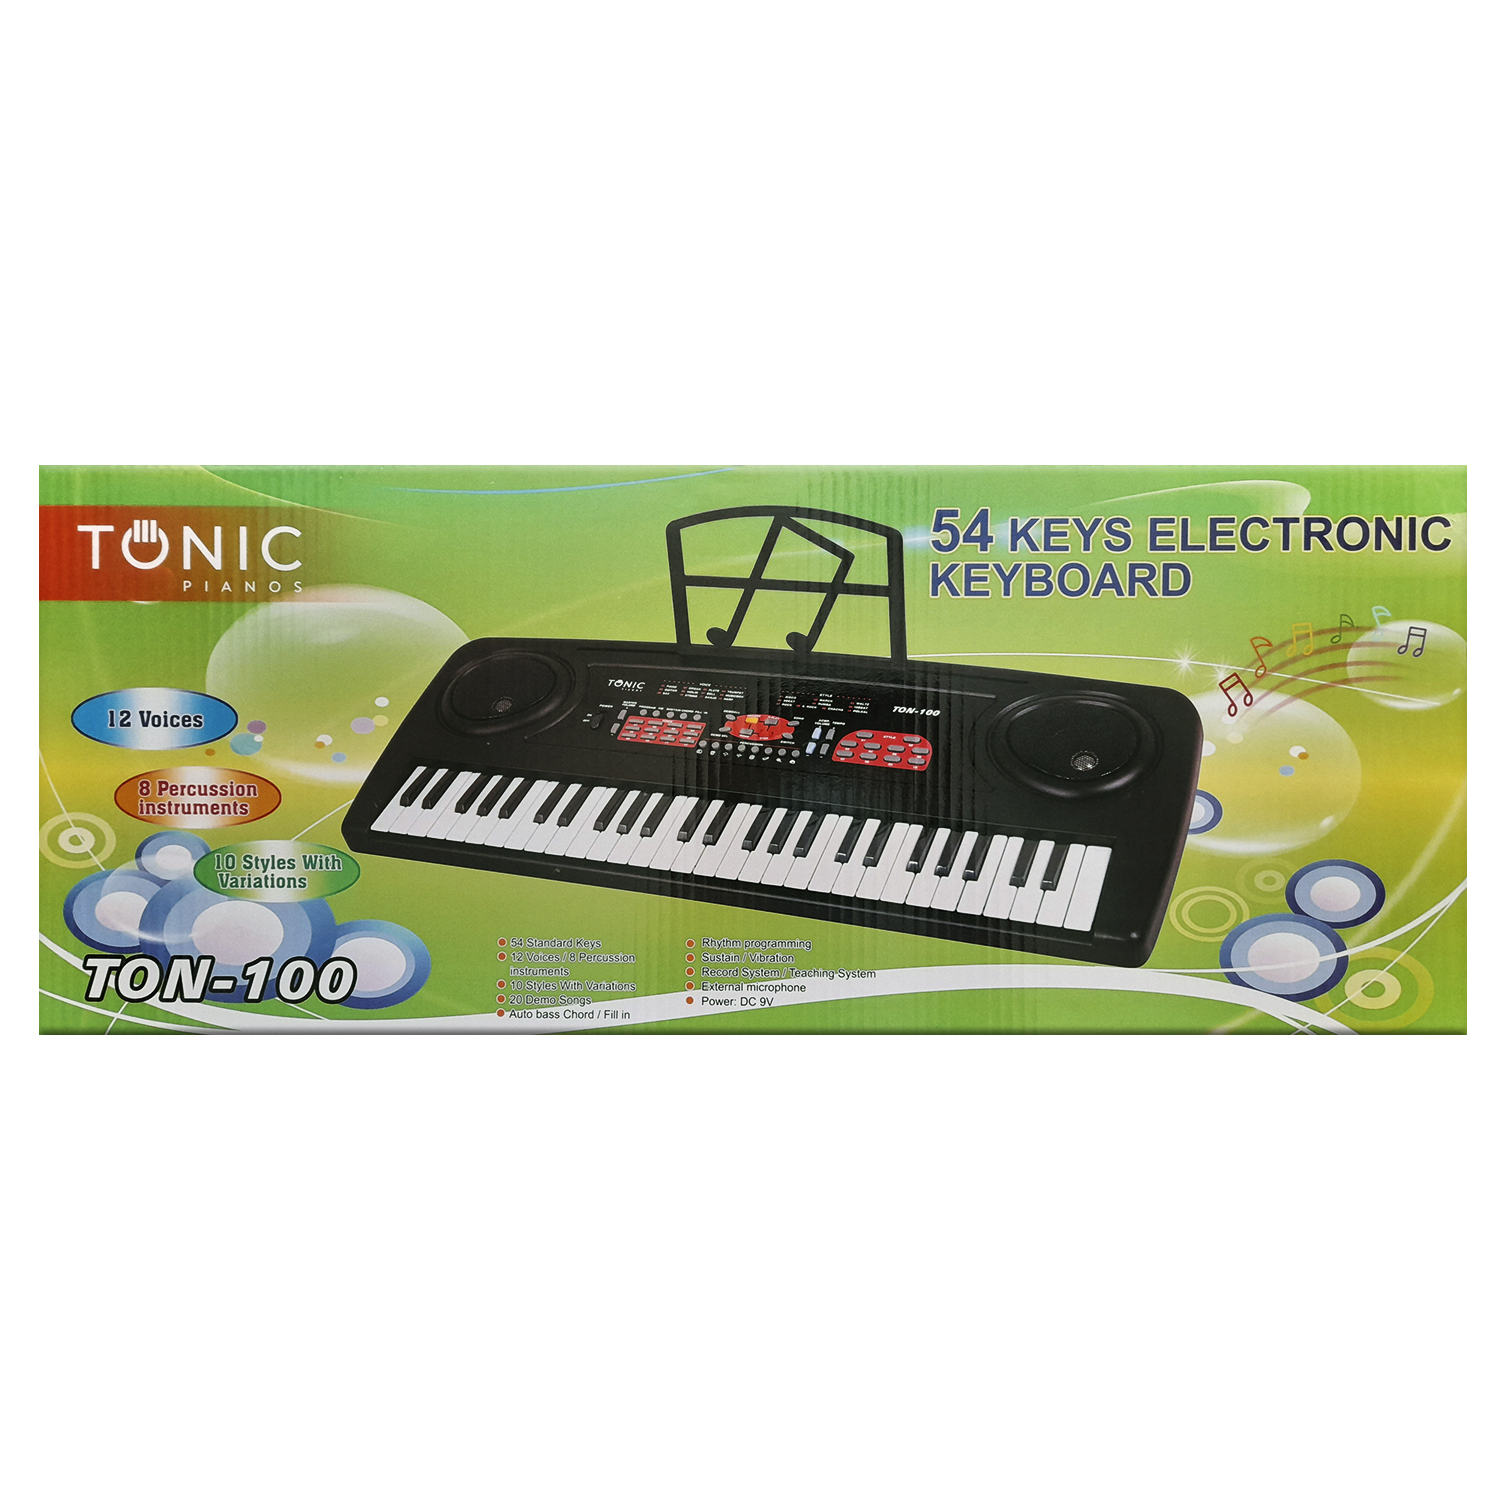 TONIC
PIANOS
54 KEYS ELECTRONIC
KEYBOARD
TONIC
TON-100
12 Voices
8 Percussion
instruments
10 Styles With
Variations
TON-100
54 Standard Keys
12 Voices / 8 Percussion
instruments
10 Styles With Variations
20 Demo Songs
Auto bass Chord / Fill in
Rhythm programming
Sustain / Vibration
Record System / Teaching System
External microphone
Power: DC 9V